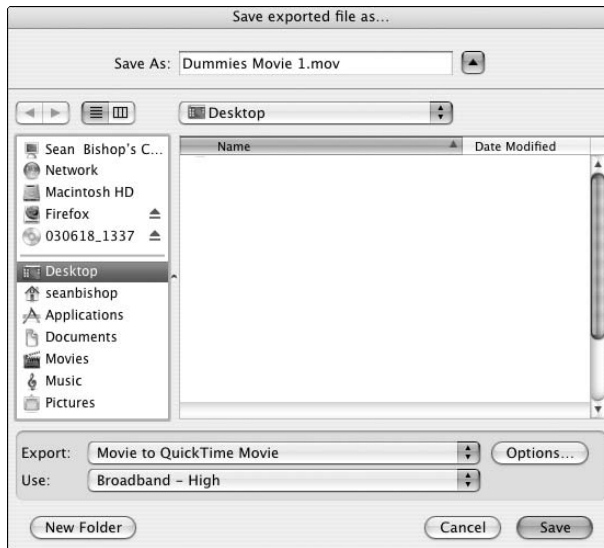 Save exported file as...
Save As: Dummies Movie 1.mov
Desktop
Name Date Modified
Sean Bishop's C...
Network
Macintosh HD
Firefox
030618_1337
Desktop
seanbishop
Applications
Documents
Movies
Music
Pictures
Export: Movie to QuickTime Movie Options...
Use: Broadband – High
New Folder Cancel Save